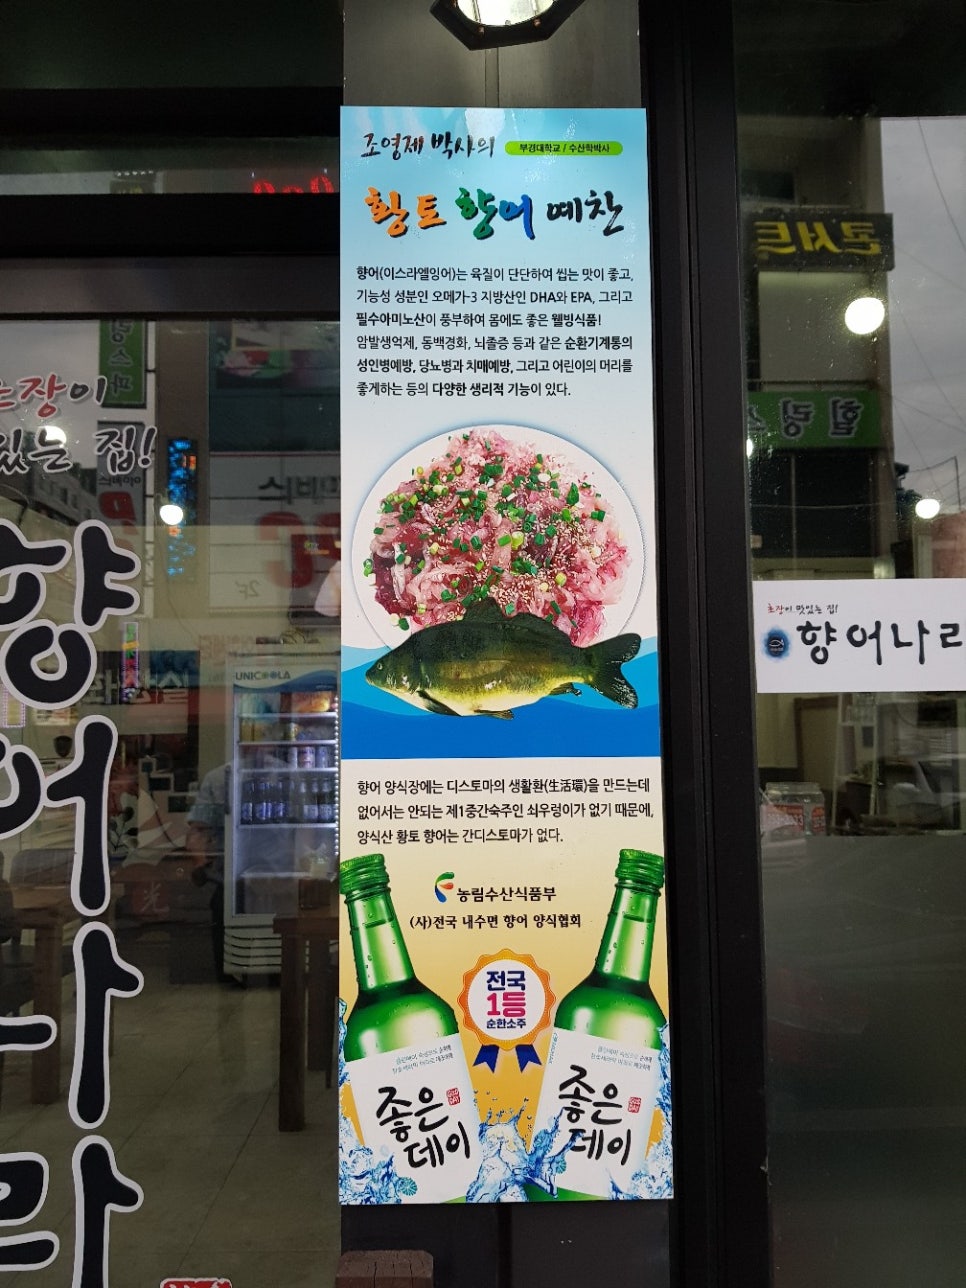 조영제 박사의
부경대학교 / 수산학박사
황토 향어 예찬
향어(이스라엘잉어)는 육질이 단단하여 씹는 맛이 좋고,
기능성 성분인 오메가-3 지방산인 DHA와 EPA, 그리고
필수아미노산이 풍부하여 몸에도 좋은 웰빙식품!
암발생억제, 동백경화, 뇌졸증 등과 같은 순환기계통의
성인병예방, 당뇨병과 치매예방, 그리고 어린이의 머리를
좋게하는 등의 다양한 생리적 기능이 있다.
향어 양식장에는 디스토마의 생활환(生活環)을 만드는데
없어서는 안되는 제1중간숙주인 쇠우렁이가 없기 때문에,
양식산 황토 향어는 간디스토마가 없다.
농림수산식품부
(사)전국 내수면 향어 양식협회
전국
1등
순한소주
좋은
데이
좋은
데이
초장이
있는 집!
향어나라
UNICOOLA
초장이 맛있는 집!
향어나라
콘서트
힐링스